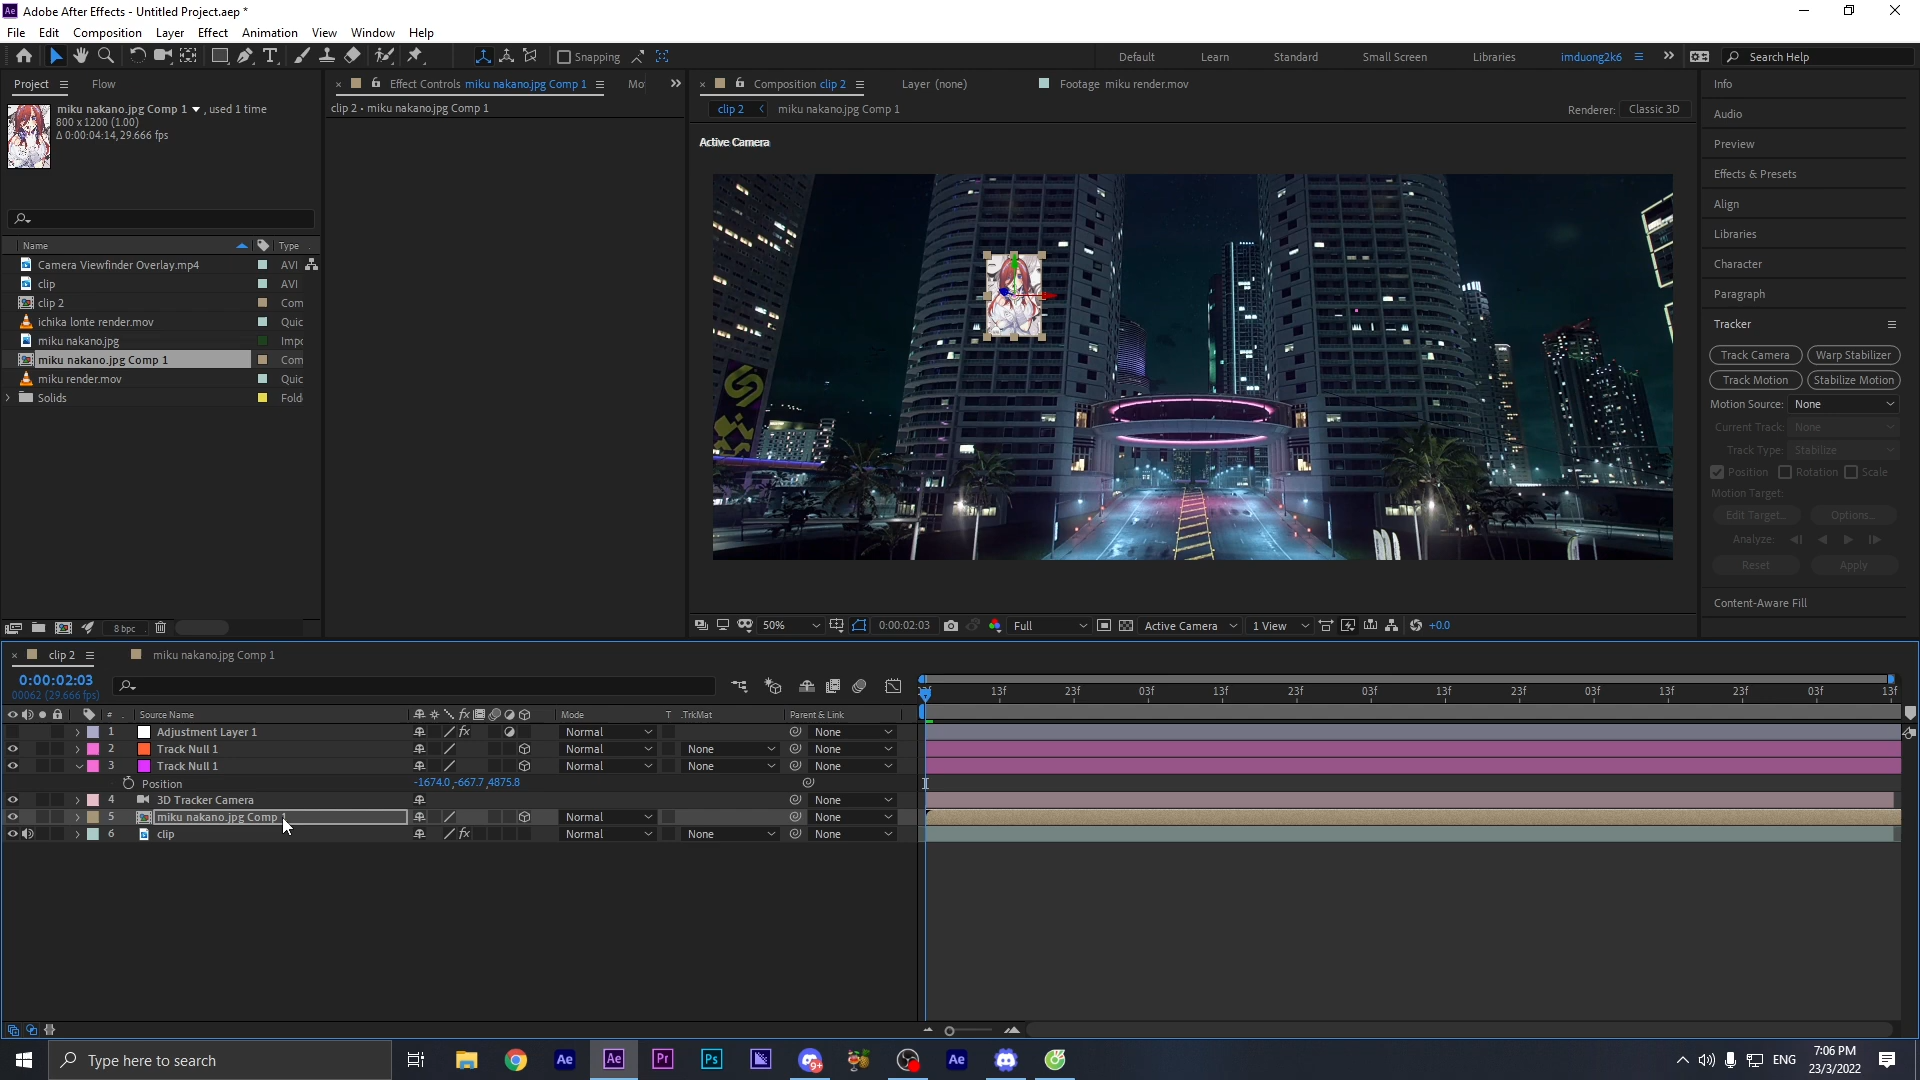 Adobe After Effects - Untitled Project.aep *
File Edit Composition Layer Effect Animation View Window Help
Snapping
Default Learn Standard Small Screen Libraries imduong2k6 Search Help
Project Flow
miku nakano.jpg Comp 1 , used 1 time
800 x 1200 (1.00)
Δ 0:00:04:14, 29.666 fps
Name Type
Camera Viewfinder Overlay.mp4 AVI
clip AVI
clip 2 Com
ichika lonte render.mov Quic
miku nakano.jpg Impo
miku nakano.jpg Comp 1 Com
miku render.mov Quic
Solids Fold
8 bpc
Effect Controls miku nakano.jpg Comp 1 Mo
clip 2 • miku nakano.jpg Comp 1
Composition clip 2 Layer (none) Footage miku render.mov
clip 2 miku nakano.jpg Comp 1 Renderer: Classic 3D
Active Camera
50% 0:00:02:03 Full Active Camera 1 View +0.0
Info
Audio
Preview
Effects & Presets
Align
Libraries
Character
Paragraph
Tracker
Track Camera Warp Stabilizer
Track Motion Stabilize Motion
Motion Source: None
Current Track: None
Track Type: Stabilize
Position Rotation Scale
Motion Target:
Edit Target... Options...
Analyze:
Reset Apply
Content-Aware Fill
clip 2 miku nakano.jpg Comp 1
0:00:02:03
00062 (29.666 fps)
13f 23f 03f 13f 23f 03f 13f 23f 03f 13f 23f 03f 13f
# Source Name Mode T .TrkMat Parent & Link
1 Adjustment Layer 1 Normal None
2 Track Null 1 Normal None None
3 Track Null 1 Normal None None
Position -1674.0,-667.7,4875.8
4 3D Tracker Camera None
5 miku nakano.jpg Comp 1 Normal None
6 clip Normal None None
Type here to search
9+
ENG
7:06 PM
23/3/2022